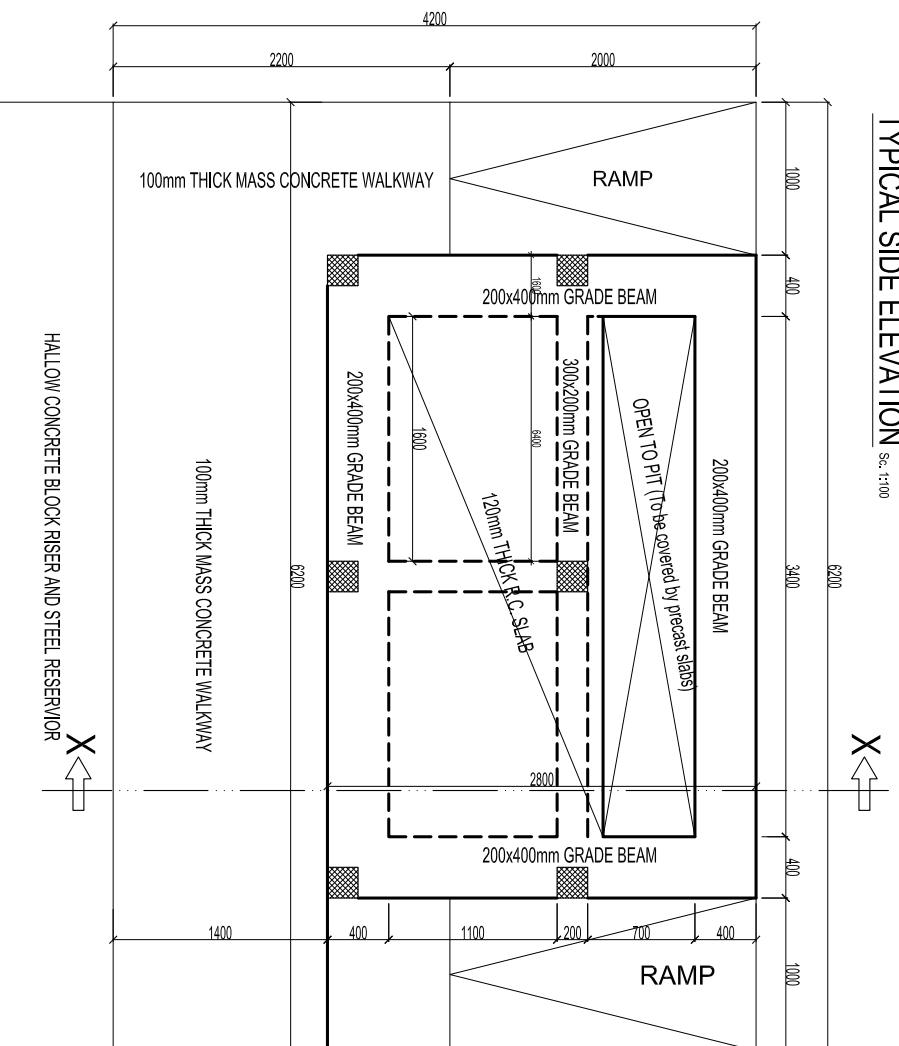 4200
2200
2000
TYPICAL SIDE ELEVATION Sc. 1:100
100mm THICK MASS CONCRETE WALKWAY
RAMP
1000
400
1600
200x400mm GRADE BEAM
HALLOW CONCRETE BLOCK RISER AND STEEL RESERVIOR
100mm THICK MASS CONCRETE WALKWAY
6200
200x400mm GRADE BEAM
1600
6400
300x200mm GRADE BEAM
120mm THICK R.C. SLAB
OPEN TO PIT (To be covered by precast slabs)
200x400mm GRADE BEAM
3400
6200
X
X
2800
200x400mm GRADE BEAM
400
1400
400
1100
200
700
400
1000
RAMP